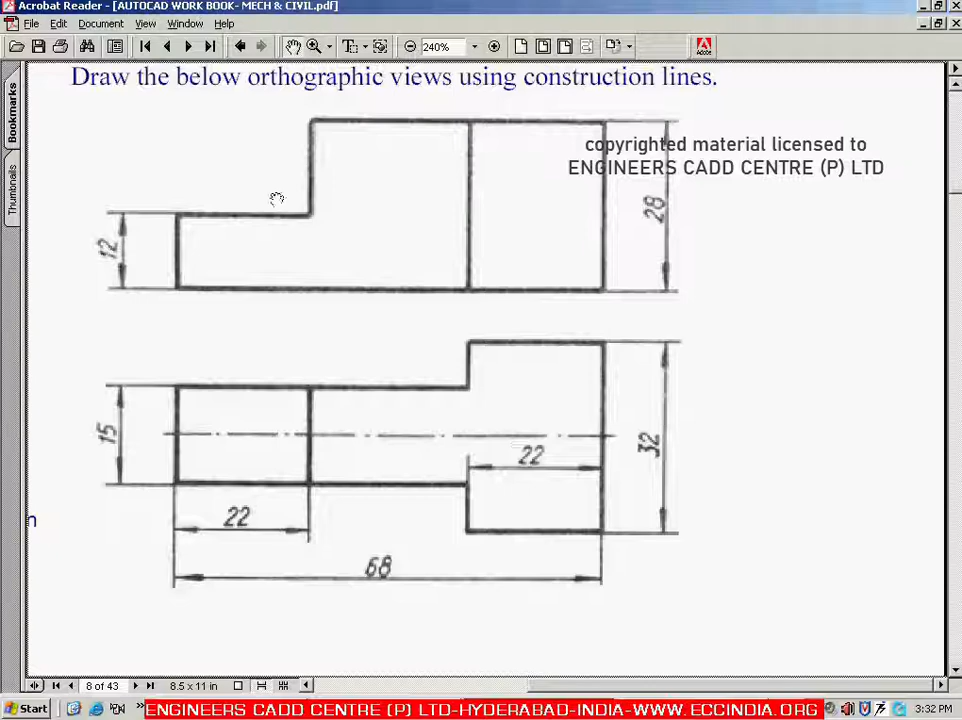 Acrobat Reader - [AUTOCAD WORK BOOK- MECH & CIVIL.pdf]
File Edit Document View Window Help
240%
Adobe
Bookmarks
Thumbnails
Draw the below orthographic views using construction lines.
copyrighted material licensed to
ENGINEERS CADD CENTRE (P) LTD
12
28
15
22
32
22
68
n
8 of 43 8.5 x 11 in
Start » ENGINEERS CADD CENTRE (P) LTD-HYDERABAD-INDIA-WWW. ECCINDIA. ORG 3:32 PM